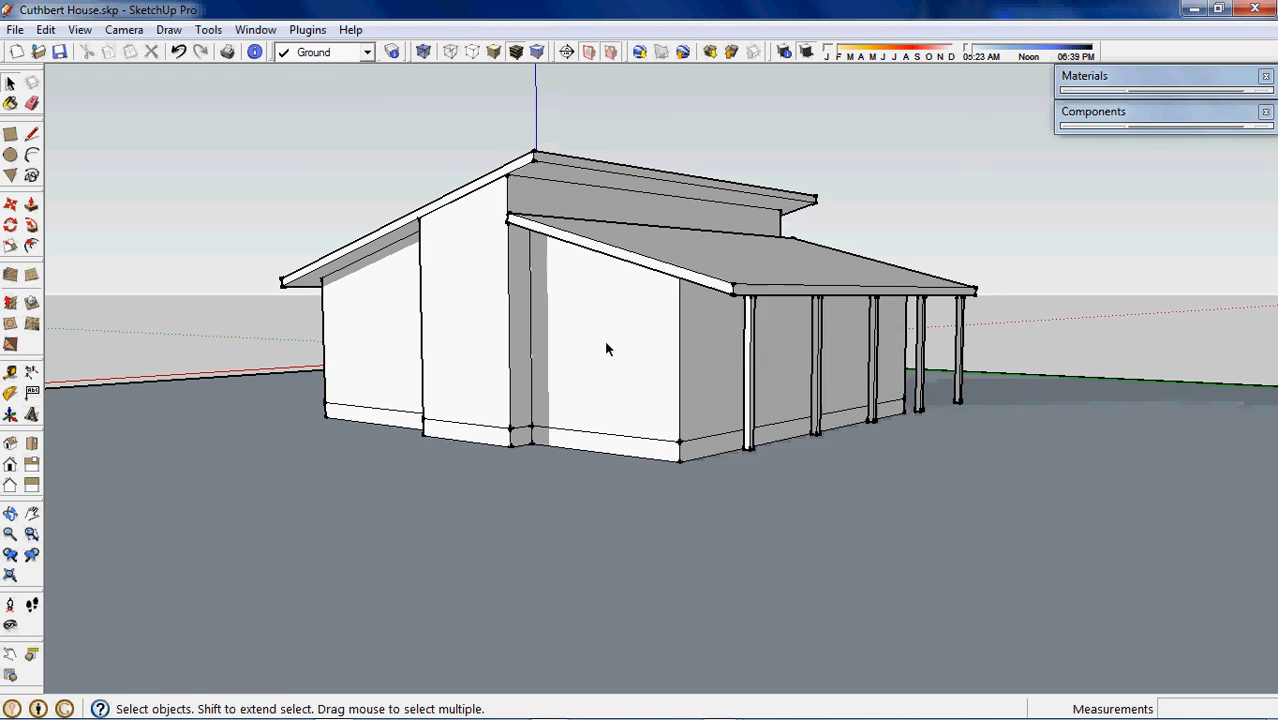 Cuthbert House.skp - SketchUp Pro
File Edit View Camera Draw Tools Window Plugins Help
Ground
J F M A M J J A S O N D 05:23 AM Noon 06:39 PM
Materials
Components
Abc
Select objects. Shift to extend select. Drag mouse to select multiple.
Measurements